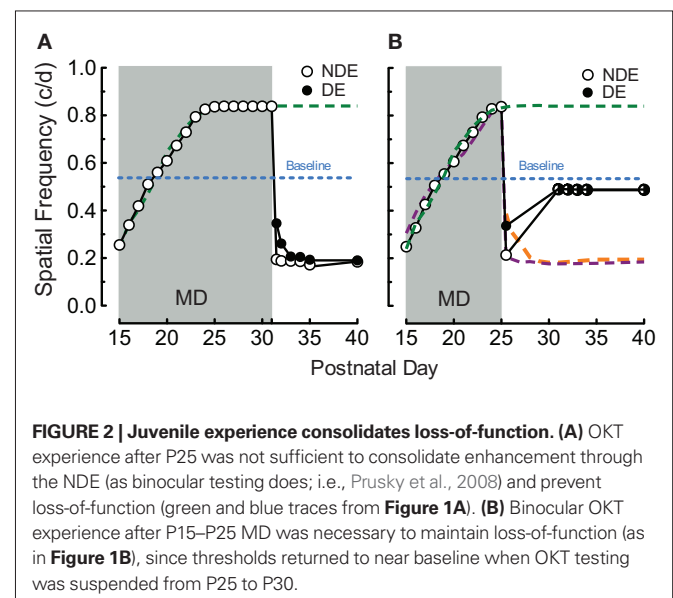 A
B
1.0
0.8
0.6
0.4
0.2
0.0
Spatial Frequency (c/d)
NDE
DE
Baseline
MD
15 20 25 30 35 40
NDE
DE
Baseline
MD
15 20 25 30 35 40
Postnatal Day
FIGURE 2 | Juvenile experience consolidates loss-of-function. (A) OKT
experience after P25 was not sufficient to consolidate enhancement through
the NDE (as binocular testing does; i.e., Prusky et al., 2008) and prevent
loss-of-function (green and blue traces from Figure 1A). (B) Binocular OKT
experience after P15–P25 MD was necessary to maintain loss-of-function (as
in Figure 1B), since thresholds returned to near baseline when OKT testing
was suspended from P25 to P30.